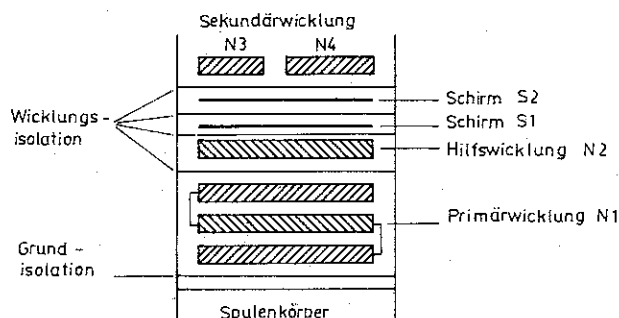 Sekundärwicklung
N3 N4
Wicklungs-
isolation
Schirm S2
Schirm S1
Hilfswicklung N2
Primärwicklung N1
Grund-
isolation
Spulenkörper